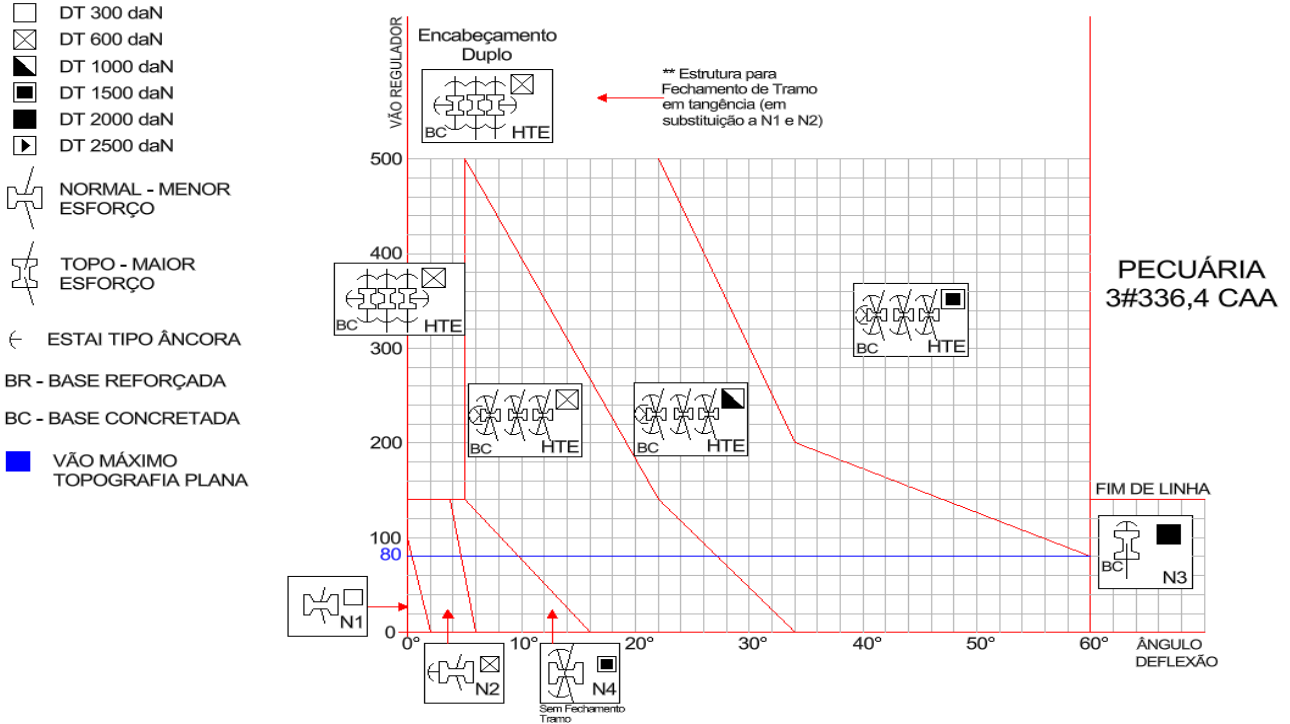 DT 300 daN
DT 600 daN
DT 1000 daN
DT 1500 daN
DT 2000 daN
DT 2500 daN
NORMAL - MENOR
ESFORÇO
TOPO - MAIOR
ESFORÇO
ESTAI TIPO ÂNCORA
BR - BASE REFORÇADA
BC - BASE CONCRETADA
VÃO MÁXIMO
TOPOGRAFIA PLANA
VÃO REGULADOR
Encabeçamento
Duplo
BC
HTE
** Estrutura para
Fechamento de Tramo
em tangência (em
substituição a N1 e N2)
500
400
300
200
100
80
0
BC
HTE
BC
HTE
BC
HTE
BC
HTE
PECUÁRIA
3#336,4 CAA
FIM DE LINHA
BC
N3
N1
0°
10°
20°
30°
40°
50°
60°
ÂNGULO
DEFLEXÃO
N2
N4
Sem Fechamento
Tramo